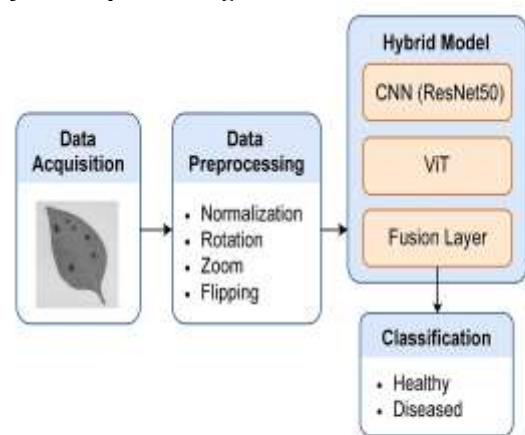 Data
Acquisition
Data
Preprocessing
• Normalization
• Rotation
• Zoom
• Flipping
Hybrid Model
CNN (ResNet50)
ViT
Fusion Layer
Classification
• Healthy
• Diseased